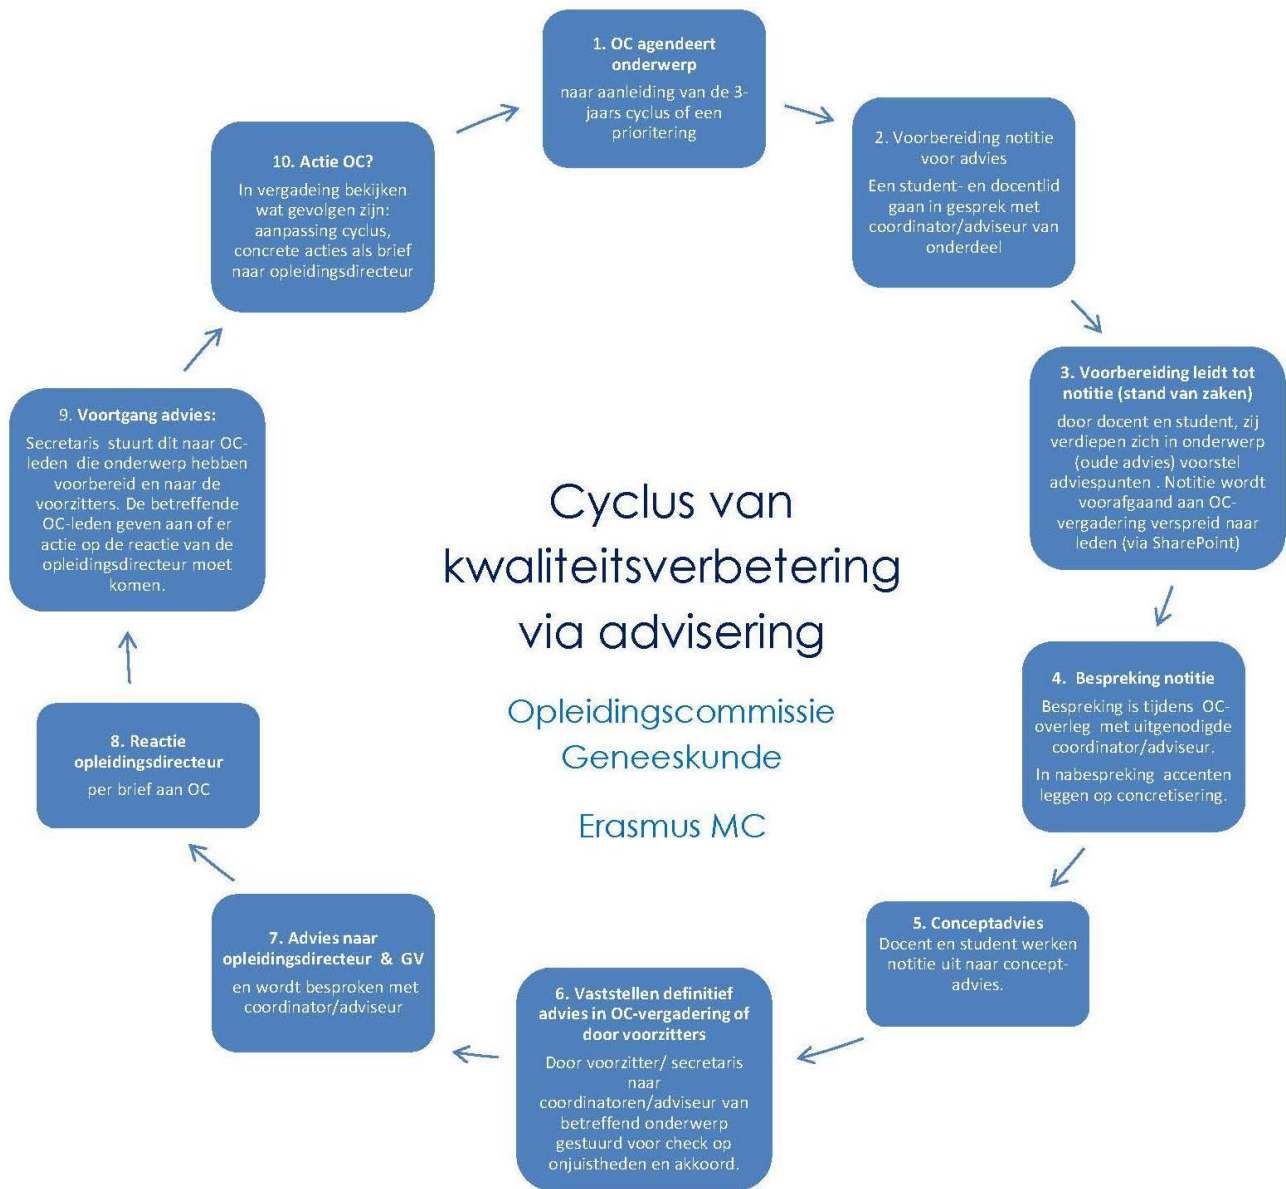 1. OC agendeert
onderwerp
naar aanleiding van de 3-
jaars cyclus of een
prioritering
2. Voorbereiding notitie
voor advies
Een student- en docentlid
gaan in gesprek met
coordinator/adviseur van
onderdeel
3. Voorbereiding leidt tot
notitie (stand van zaken)
door docent en student, zij
verdiepen zich in onderwerp
(oude advies) voorstel
adviespunten . Notitie wordt
voorafgaand aan OC-
vergadering verspreid naar
leden (via SharePoint)
4. Bespreking notitie
Bespreking is tijdens OC-
overleg met uitgenodigde
coordinator/adviseur.
In nabespreking accenten
leggen op concretisering.
5. Conceptadvies
Docent en student werken
notitie uit naar concept-
advies.
6. Vaststellen definitief
advies in OC-vergadering of
door voorzitters
Door voorzitter/ secretaris
naar
coordinatoren/adviseur van
betreffend onderwerp
gestuurd voor check op
onjuistheden en akkoord.
7. Advies naar
opleidingsdirecteur & GV
en wordt besproken met
coordinator/adviseur
8. Reactie
opleidingsdirecteur
per brief aan OC
9. Voortgang advies:
Secretaris stuurt dit naar OC-
leden die onderwerp hebben
voorbereid en naar de
voorzitters. De betreffende
OC-leden geven aan of er
actie op de reactie van de
opleidingsdirecteur moet
komen.
10. Actie OC?
In vergadeing bekijken
wat gevolgen zijn:
aanpassing cyclus,
concrete acties als brief
naar opleidingsdirecteur
Cyclus van
kwaliteitsverbetering
via advisering
Opleidingscommissie
Geneeskunde
Erasmus MC